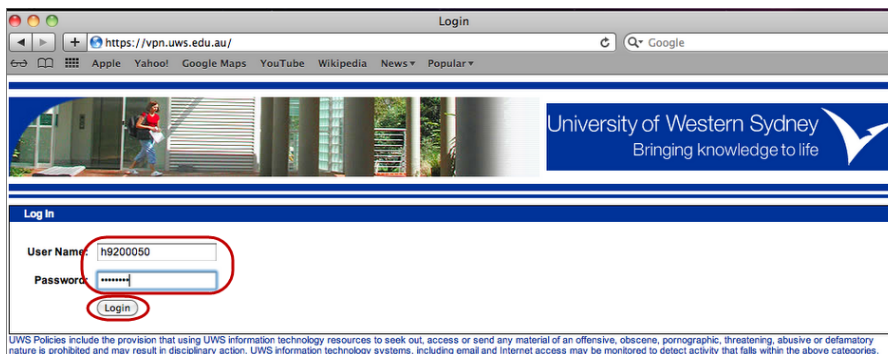 Login
https://vpn.uws.edu.au/
Google
Apple Yahoo! Google Maps YouTube Wikipedia News Popular
University of Western Sydney
Bringing knowledge to life
Log In
User Name: h9200050
Password: ••••••••
Login
UWS Policies include the provision that using UWS information technology resources to seek out, access or send any material of an offensive, obscene, pornographic, threatening, abusive or defamatory
nature is prohibited and may result in disciplinary action. UWS information technology systems, including email and Internet access may be monitored to detect activity that falls within the above categories.